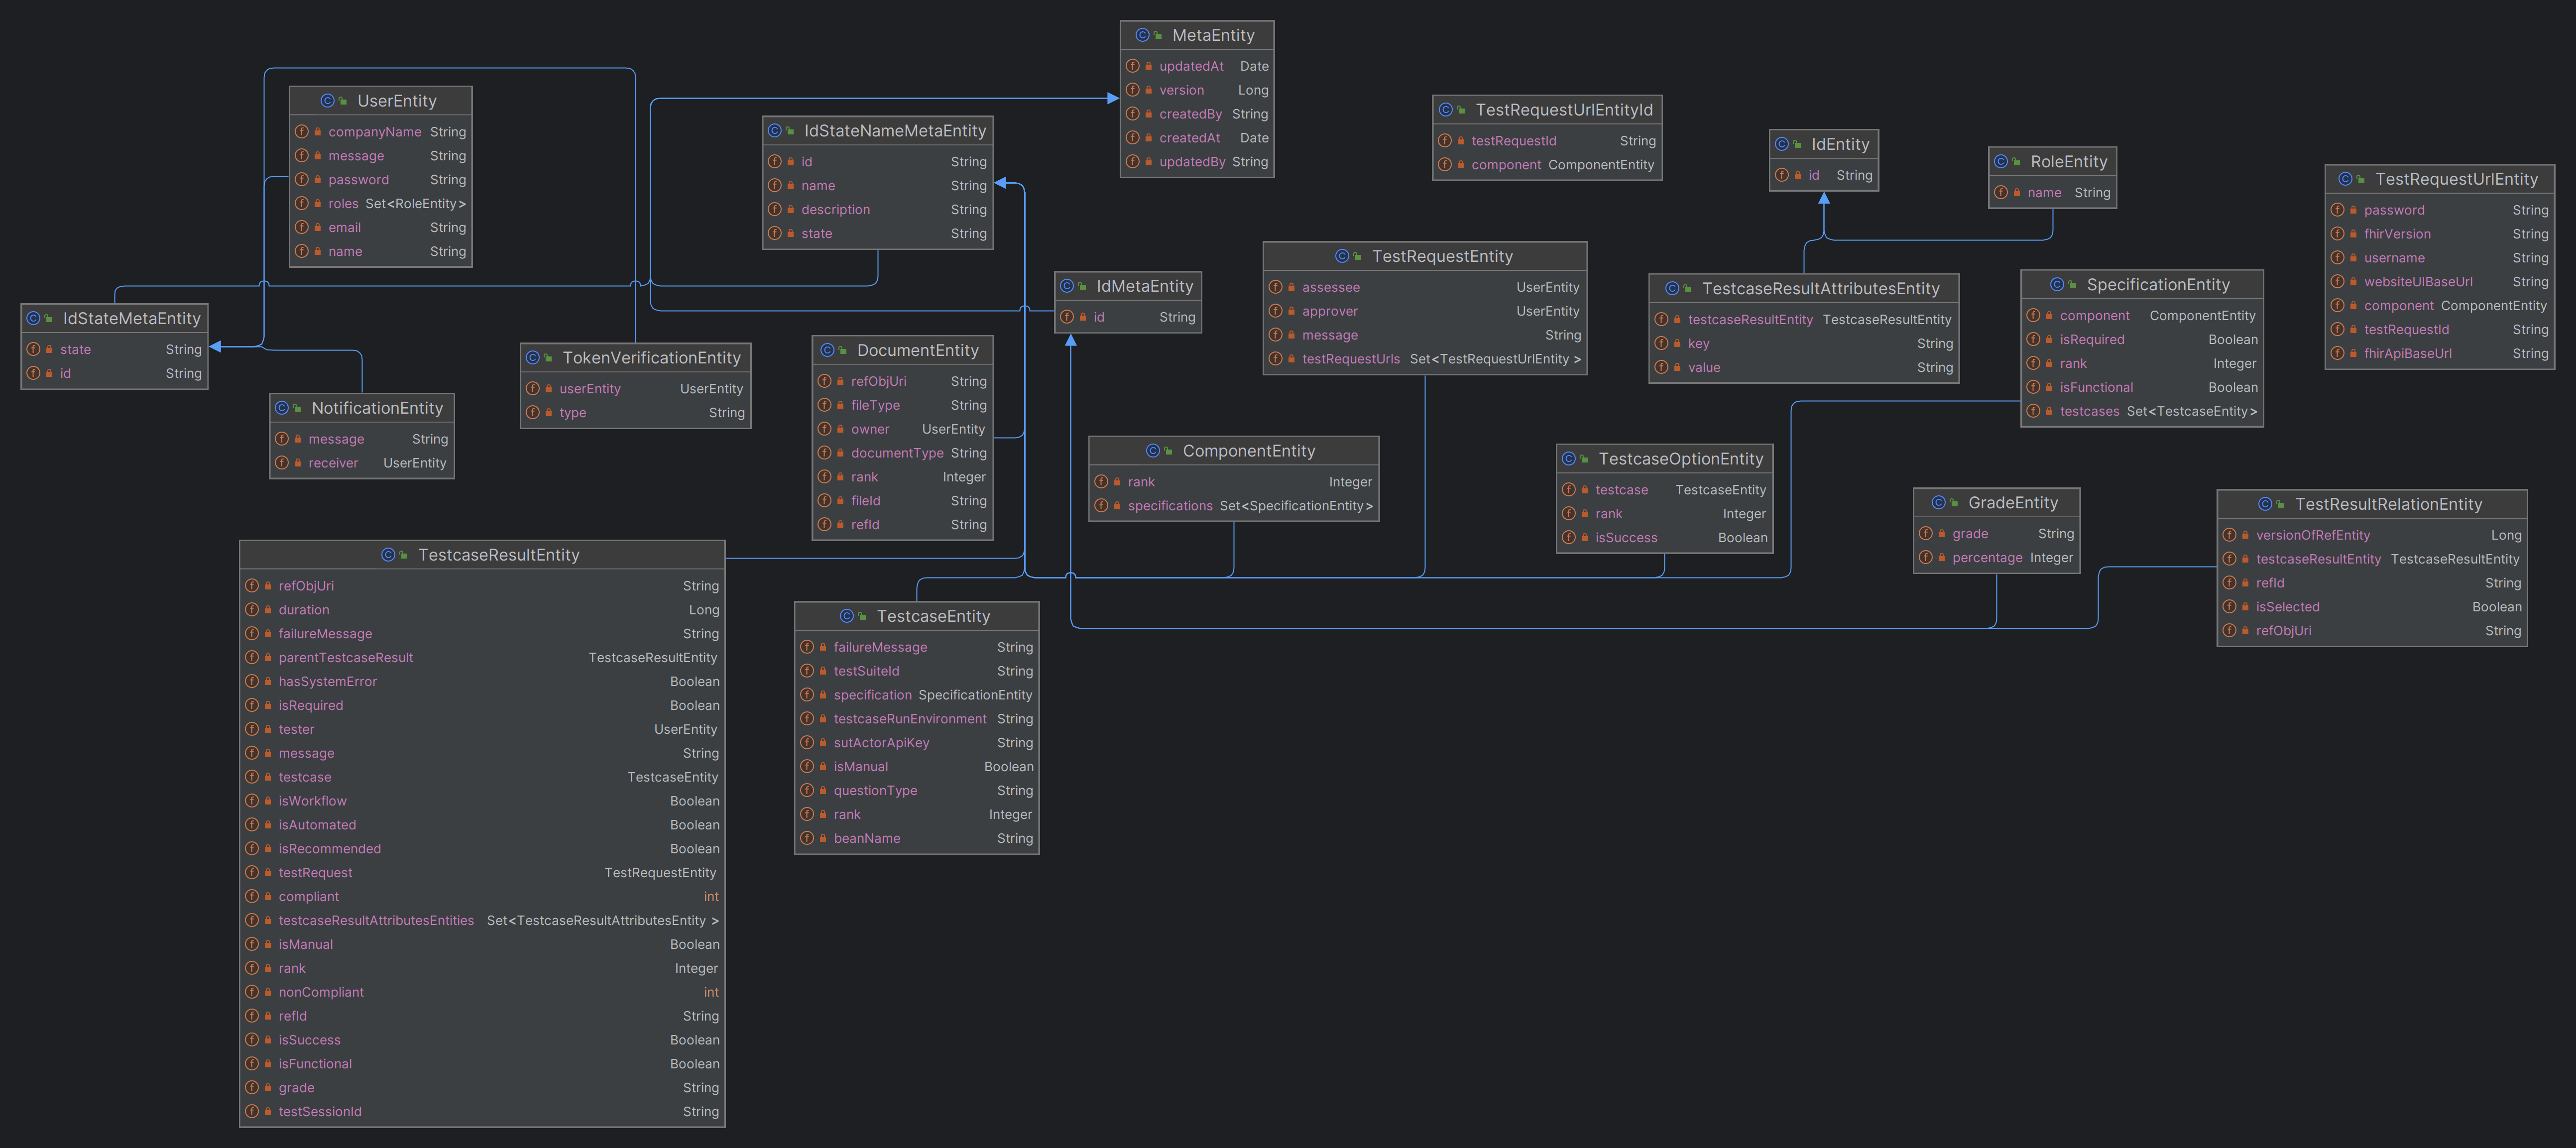 MetaEntity
updatedAt Date
version Long
createdBy String
createdAt Date
updatedBy String
UserEntity
companyName String
message String
password String
roles Set<RoleEntity>
email String
name String
IdStateNameMetaEntity
id String
name String
description String
state String
TestRequestUrlEntityId
testRequestId String
component ComponentEntity
IdEntity
id String
RoleEntity
name String
TestRequestUrlEntity
password String
fhirVersion String
username String
websiteUIBaseUrl String
component ComponentEntity
testRequestId String
fhirApiBaseUrl String
TestRequestEntity
assessee UserEntity
approver UserEntity
message String
testRequestUrls Set<TestRequestUrlEntity >
IdMetaEntity
id String
TestcaseResultAttributesEntity
testcaseResultEntity TestcaseResultEntity
key String
value String
SpecificationEntity
component ComponentEntity
isRequired Boolean
rank Integer
isFunctional Boolean
testcases Set<TestcaseEntity>
IdStateMetaEntity
state String
id String
TokenVerificationEntity
userEntity UserEntity
type String
DocumentEntity
refObjUri String
fileType String
owner UserEntity
documentType String
rank Integer
fileId String
refId String
NotificationEntity
message String
receiver UserEntity
ComponentEntity
rank Integer
specifications Set<SpecificationEntity>
TestcaseOptionEntity
testcase TestcaseEntity
rank Integer
isSuccess Boolean
GradeEntity
grade String
percentage Integer
TestResultRelationEntity
versionOfRefEntity Long
testcaseResultEntity TestcaseResultEntity
refId String
isSelected Boolean
refObjUri String
TestcaseResultEntity
refObjUri String
duration Long
failureMessage String
parentTestcaseResult TestcaseResultEntity
hasSystemError Boolean
isRequired Boolean
tester UserEntity
message String
testcase TestcaseEntity
isWorkflow Boolean
isAutomated Boolean
isRecommended Boolean
testRequest TestRequestEntity
compliant int
testcaseResultAttributesEntities Set<TestcaseResultAttributesEntity >
isManual Boolean
rank Integer
nonCompliant int
refId String
isSuccess Boolean
isFunctional Boolean
grade String
testSessionId String
TestcaseEntity
failureMessage String
testSuiteId String
specification SpecificationEntity
testcaseRunEnvironment String
sutActorApiKey String
isManual Boolean
questionType String
rank Integer
beanName String